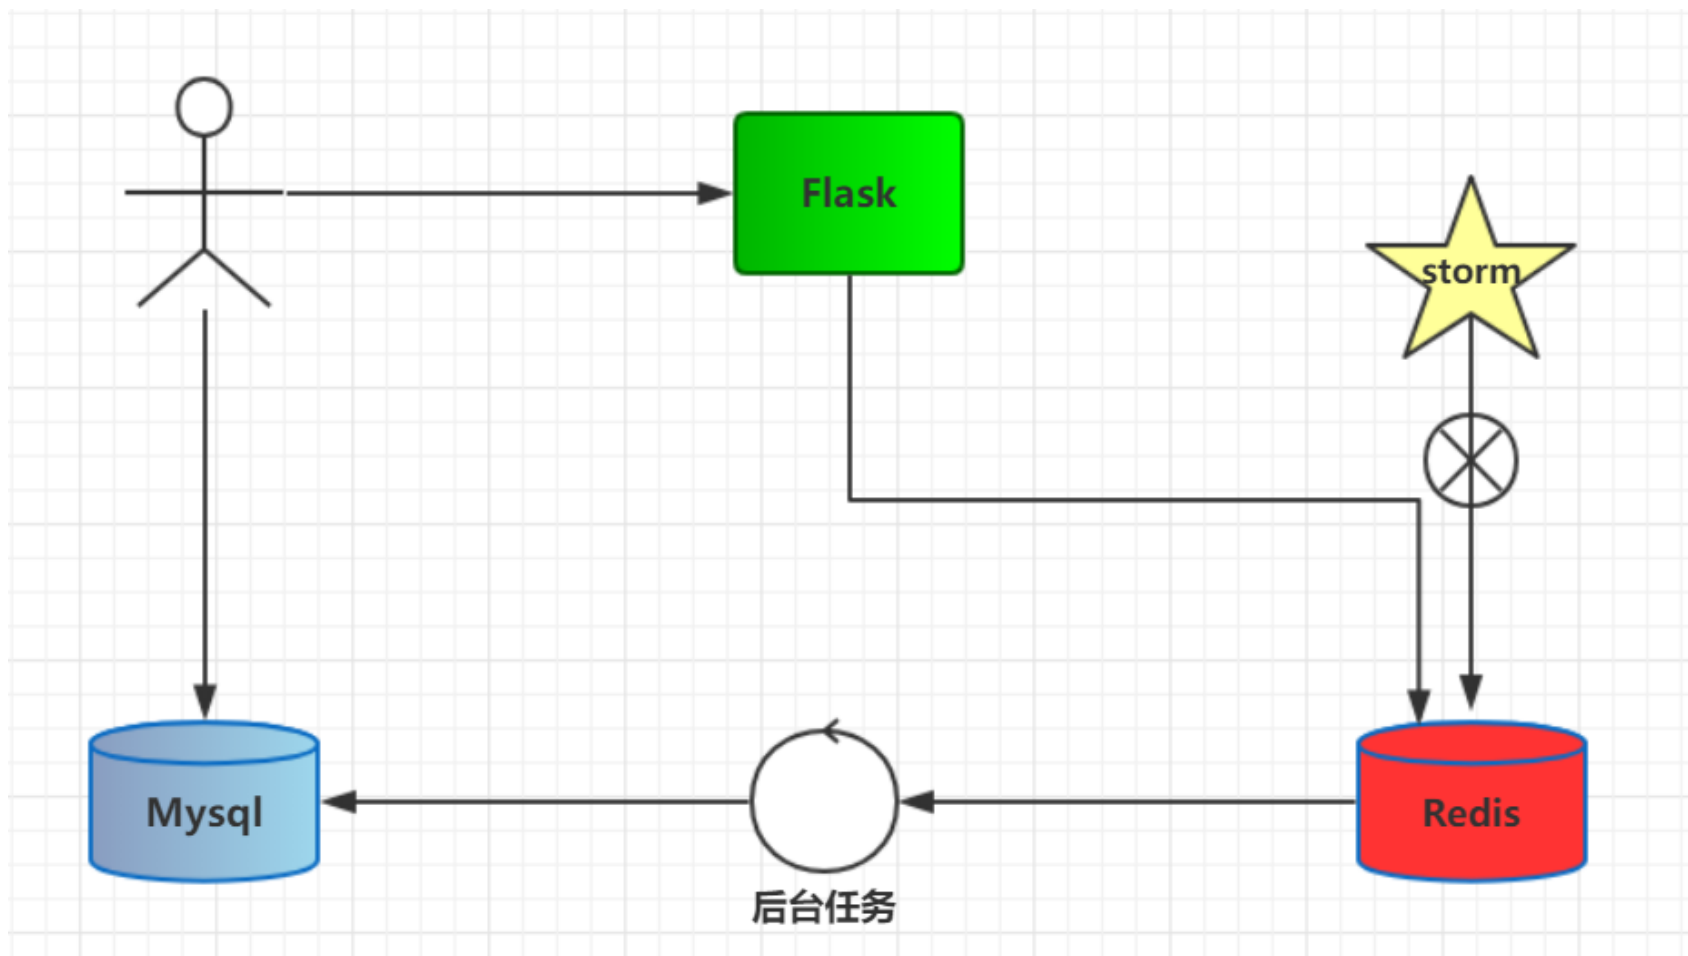 Flask
storm
Mysql
Redis
后台任务